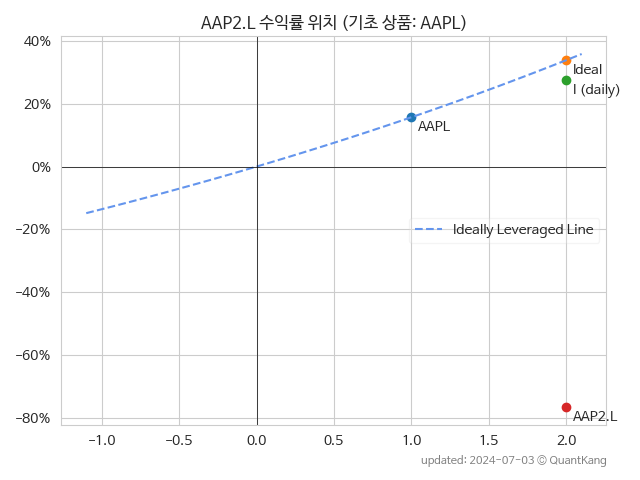 AAP2.L 수익률 위치 (기초 상품: AAPL)
40%
20%
0%
−20%
−40%
−60%
−80%
Ideal
I (daily)
AAPL
Ideally Leveraged Line
AAP2.L
−1.0 −0.5 0.0 0.5 1.0 1.5 2.0
updated: 2024-07-03 © QuantKang